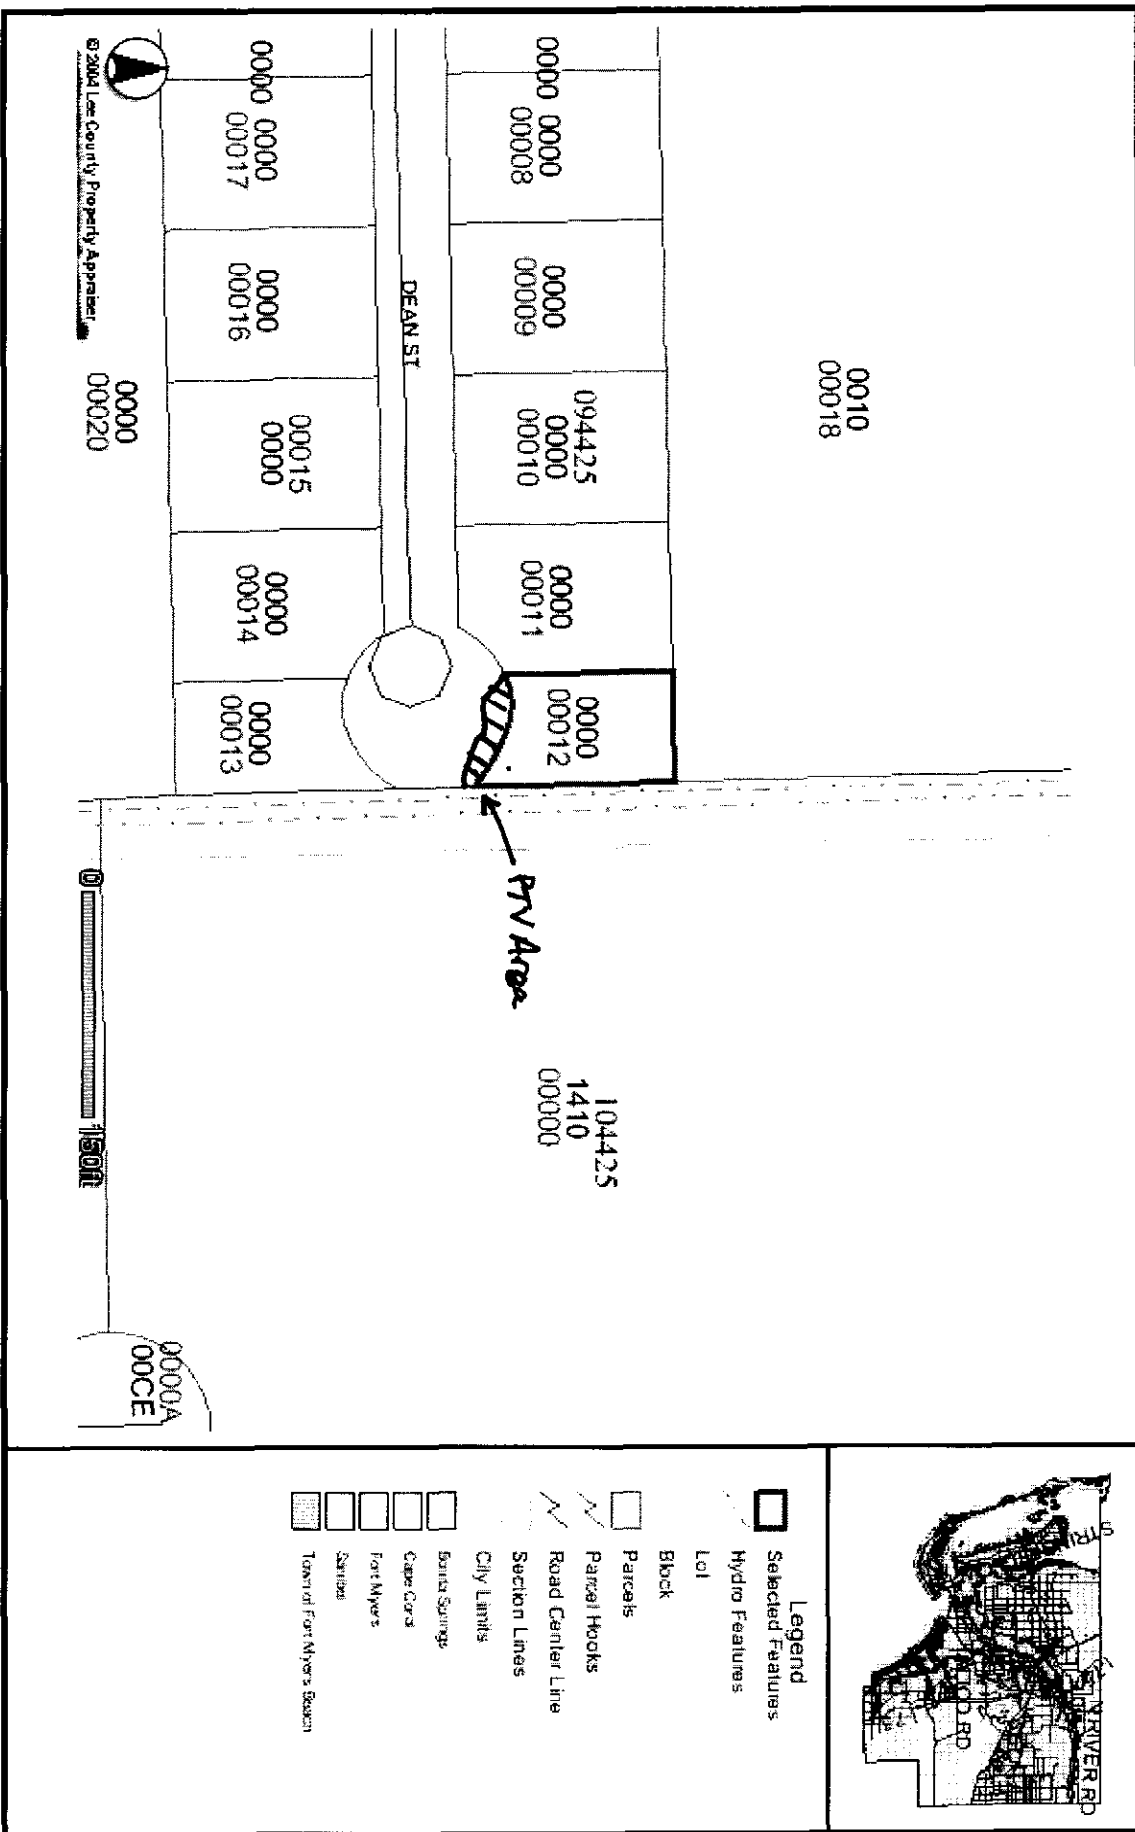 0010
00018
0000
0000
00008
0000
00009
094425
0000
00010
0000
00011
0000
00012
DEAN ST
0000
0000
00017
0000
00016
00015
0000
0000
00014
0000
00013
0000
00020
PTV Area
104425
1410
00000
0000A
00CE
0
150ft
© 2004 Lee County Property Appraiser
RIVER RD
Legend
Selected Features
Hydro Features
Lot
Block
Parcels
Parcel Hooks
Road Center Line
Section Lines
City Limits
Bonita Springs
Cape Coral
Fort Myers
Sanibel
Town of Fort Myers Beach